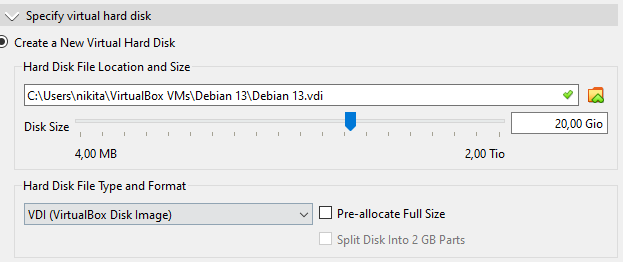 Specify virtual hard disk
Create a New Virtual Hard Disk
Hard Disk File Location and Size
C:\Users\nikita\VirtualBox VMs\Debian 13\Debian 13.vdi
Disk Size
20,00 Gio
4,00 MB
2,00 Tio
Hard Disk File Type and Format
VDI (VirtualBox Disk Image)
Pre-allocate Full Size
Split Disk Into 2 GB Parts